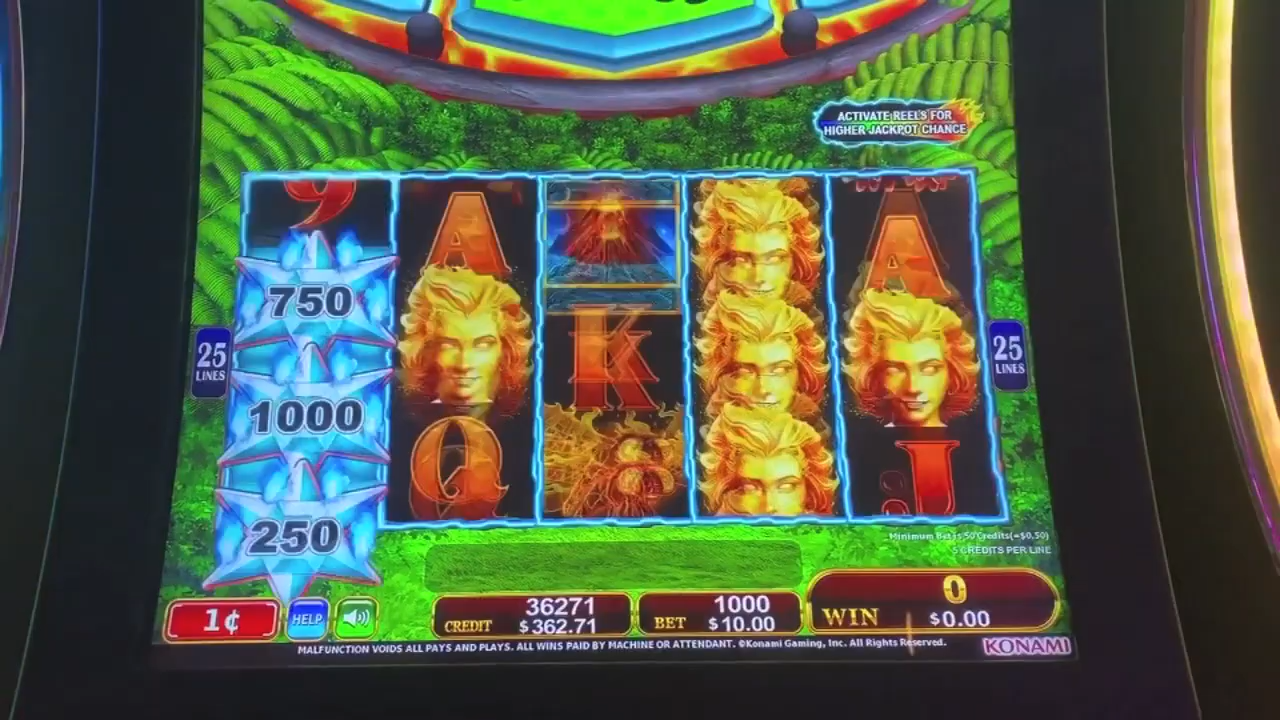 ACTIVATE REELS FOR
HIGHER JACKPOT CHANCE
9
A
A
750
25
LINES
K
25
LINES
1000
Q
J
250
Minimum Bet is 50 Credits(=$0.50)
5 CREDITS PER LINE
1¢
HELP
CREDIT
36271
$362.71
BET
1000
$10.00
WIN
0
$0.00
MALFUNCTION VOIDS ALL PAYS AND PLAYS. ALL WINS PAID BY MACHINE OR ATTENDANT. ©Konami Gaming, Inc. All Rights Reserved.
KONAMI